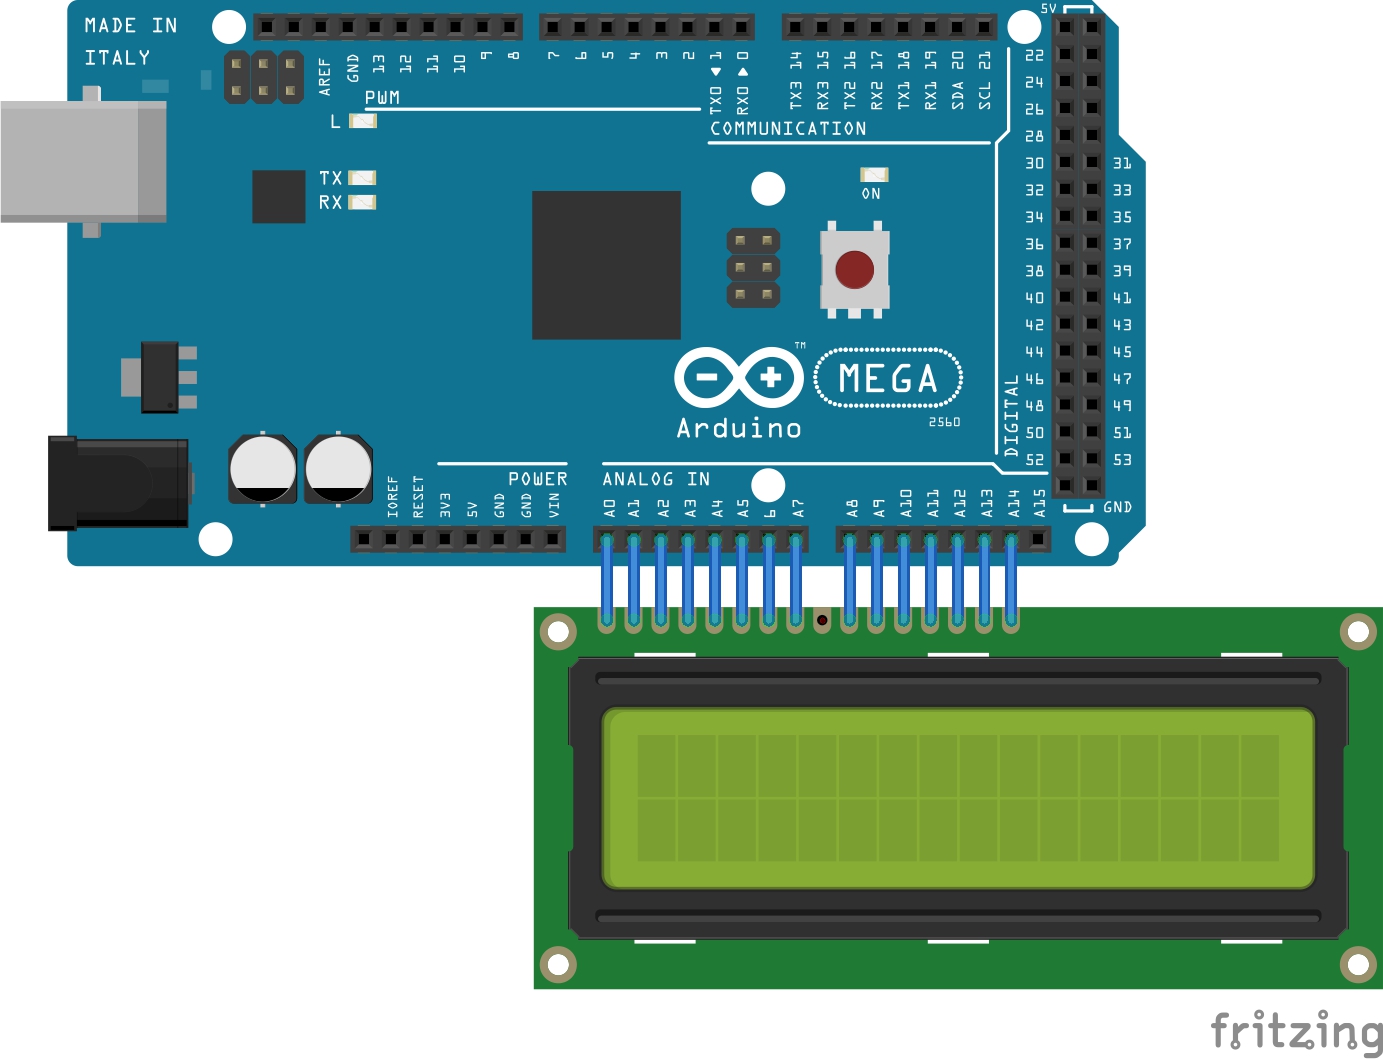 MADE IN
ITALY
AREF
GND
13
12
11
10
9
8
7
6
5
4
3
2
TX0 1
RX0 0
TX3 14
RX3 15
TX2 16
RX2 17
TX1 18
RX1 19
SDA 20
SCL 21
5V
PWM
COMMUNICATION
L
TX
RX
ON
22
24
26
28
30 31
32 33
34 35
36 37
38 39
40 41
42 43
44 45
46 47
48 49
50 51
52 53
DIGITAL
GND
TM
MEGA
Arduino
2560
POWER
ANALOG IN
IOREF
RESET
3V3
5V
GND
GND
VIN
A0
A1
A2
A3
A4
A5
6
A7
A8
A9
A10
A11
A12
A13
A14
A15
fritzing